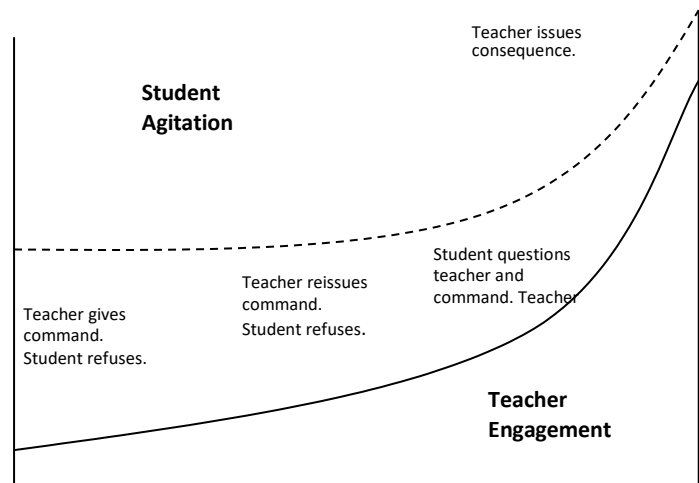 Teacher issues
consequence.
Student
Agitation
Student questions
teacher and
command. Teacher
Teacher reissues
command.
Student refuses.
Teacher gives
command.
Student refuses.
Teacher
Engagement